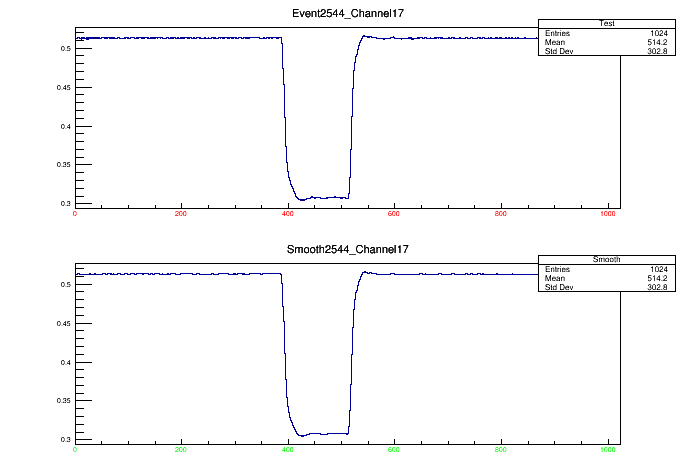 Event2544_Channel17
Test
Entries 1024
Mean 514.2
Std Dev 302.8
0.5
0.45
0.4
0.35
0.3
0 200 400 600 800 1000
Smooth2544_Channel17
Smooth
Entries 1024
Mean 514.2
Std Dev 302.8
0.5
0.45
0.4
0.35
0.3
0 200 400 600 800 1000